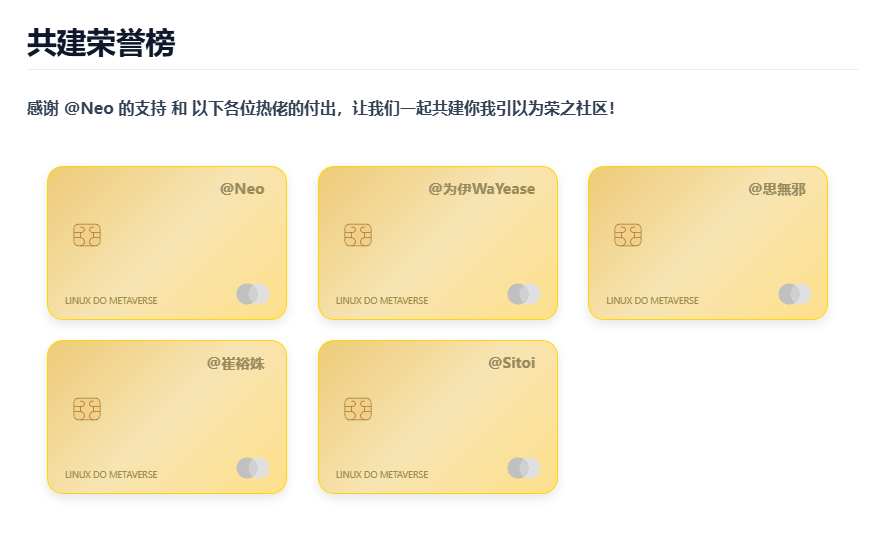 共建荣誉榜
感谢 @Neo 的支持 和 以下各位热佬的付出，让我们一起共建你我引以为荣之社区！
@Neo
LINUX DO METAVERSE
@为伊WaYease
LINUX DO METAVERSE
@思無邪
LINUX DO METAVERSE
@崔裕姝
LINUX DO METAVERSE
@Sitoi
LINUX DO METAVERSE